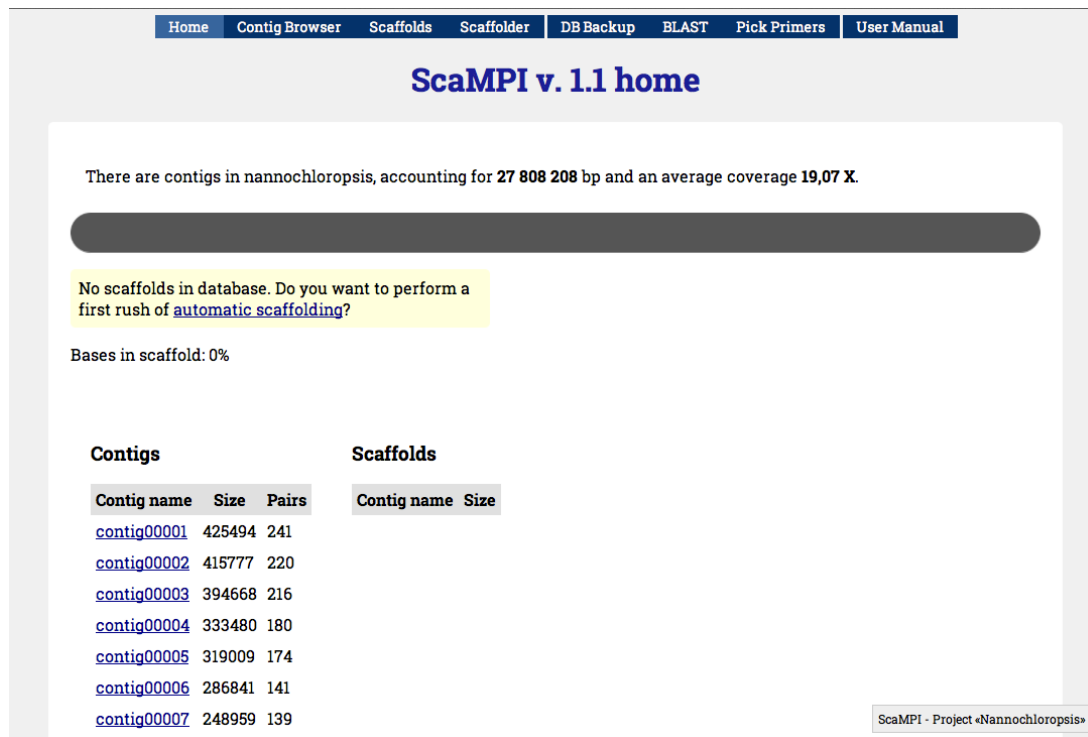 Home Contig Browser Scaffolds Scaffolder DB Backup BLAST Pick Primers User Manual
ScaMPI v. 1.1 home
There are contigs in nannochloropsis, accounting for 27 808 208 bp and an average coverage 19,07 X.
No scaffolds in database. Do you want to perform a
first rush of automatic scaffolding?
Bases in scaffold: 0%
Contigs Scaffolds
Contig name Size Pairs Contig name Size
contig00001 425494 241
contig00002 415777 220
contig00003 394668 216
contig00004 333480 180
contig00005 319009 174
contig00006 286841 141
contig00007 248959 139
ScaMPI - Project «Nannochloropsis»